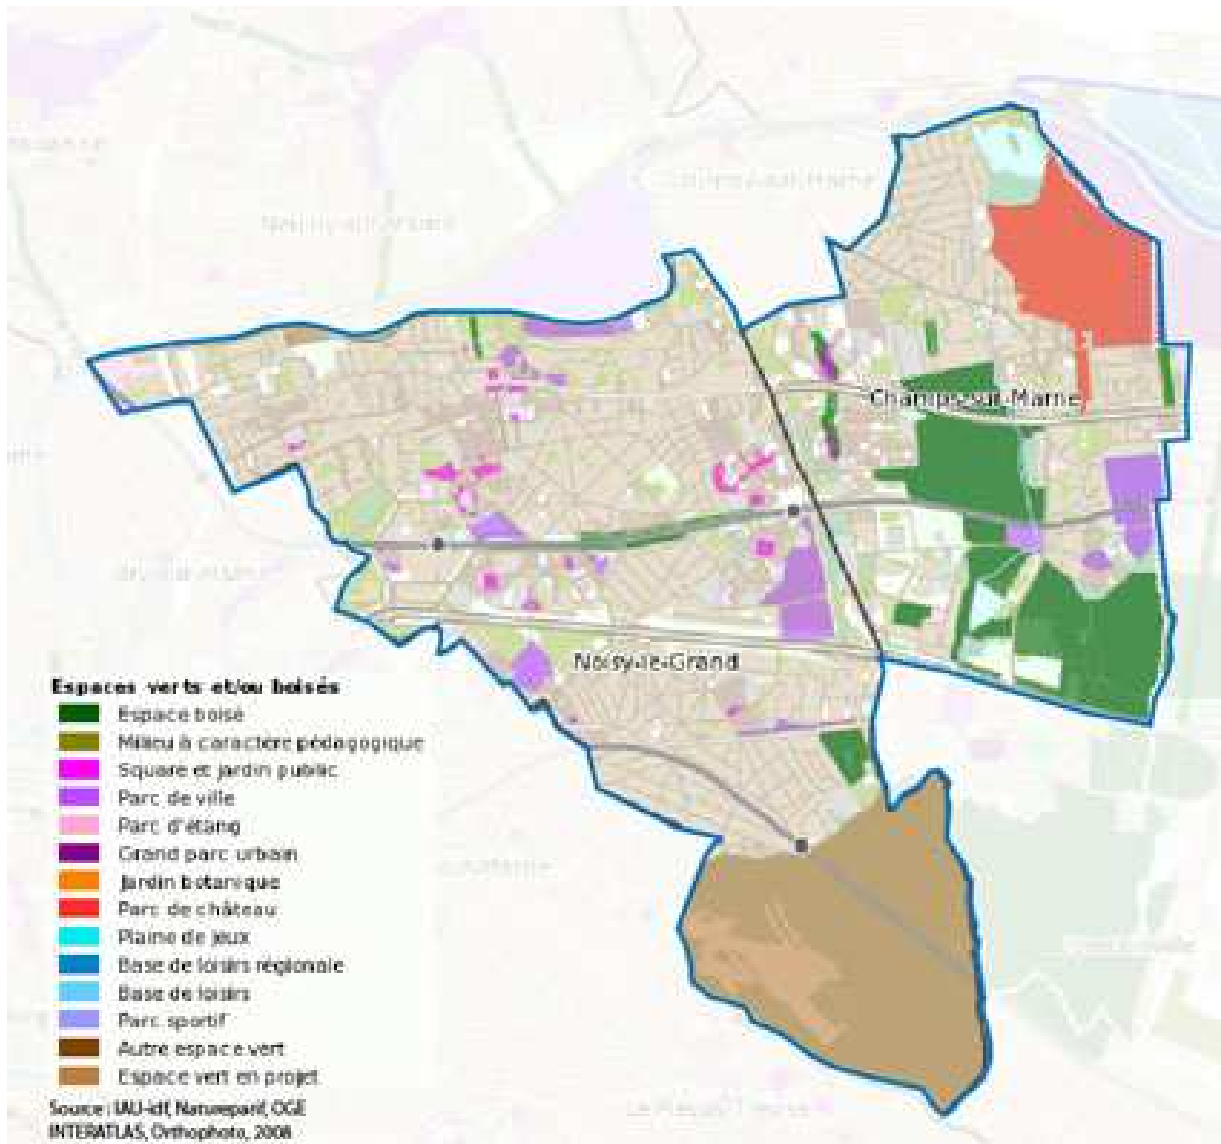 Champs-sur-Marne
Noisy-le-Grand
Espaces verts et/ou boisés
Espace boisé
Milieu à caractère pédagogique
Square et jardin public
Parc de ville
Parc d'étang
Grand parc urbain
Jardin botanique
Parc de château
Plaine de jeux
Base de loisirs régionale
Base de loisirs
Parc sportif
Autre espace vert
Espace vert en projet
Source : IAU-idf, Natureparif, OGE
INTERATLAS, Orthophoto, 2008